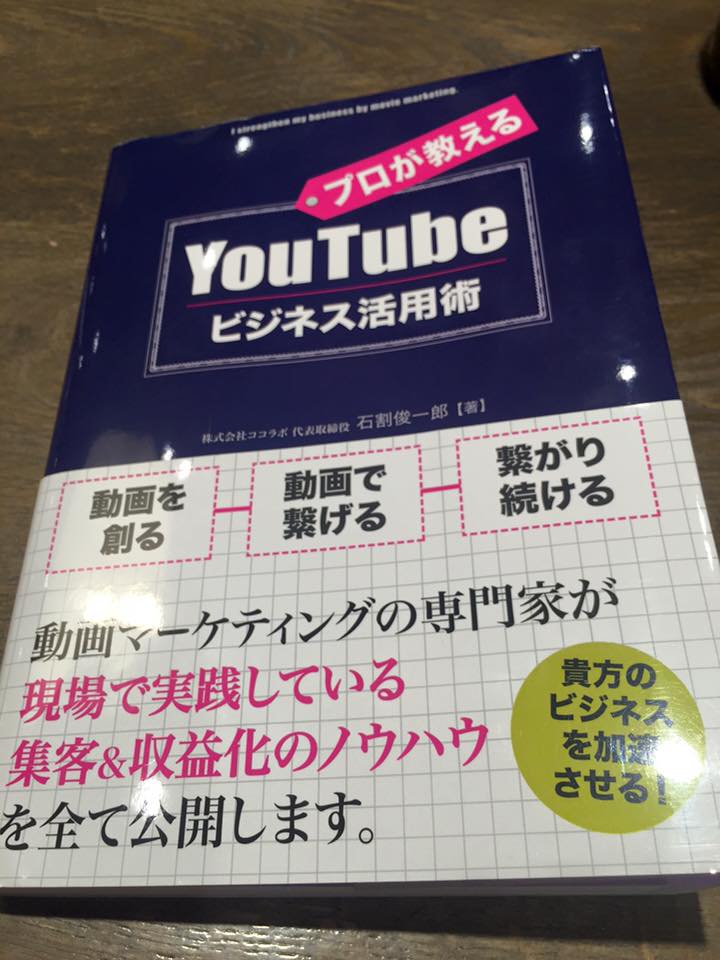 I strengthen my business by movie marketing.
プロが教える
YouTube
ビジネス活用術
株式会社ココラボ 代表取締役 石割俊一郎【著】
動画を
創る
動画で
繋げる
繋がり
続ける
動画マーケティングの専門家が
現場で実践している
集客&収益化のノウハウ
を全て公開します。
貴方の
ビジネス
を加速
させる!